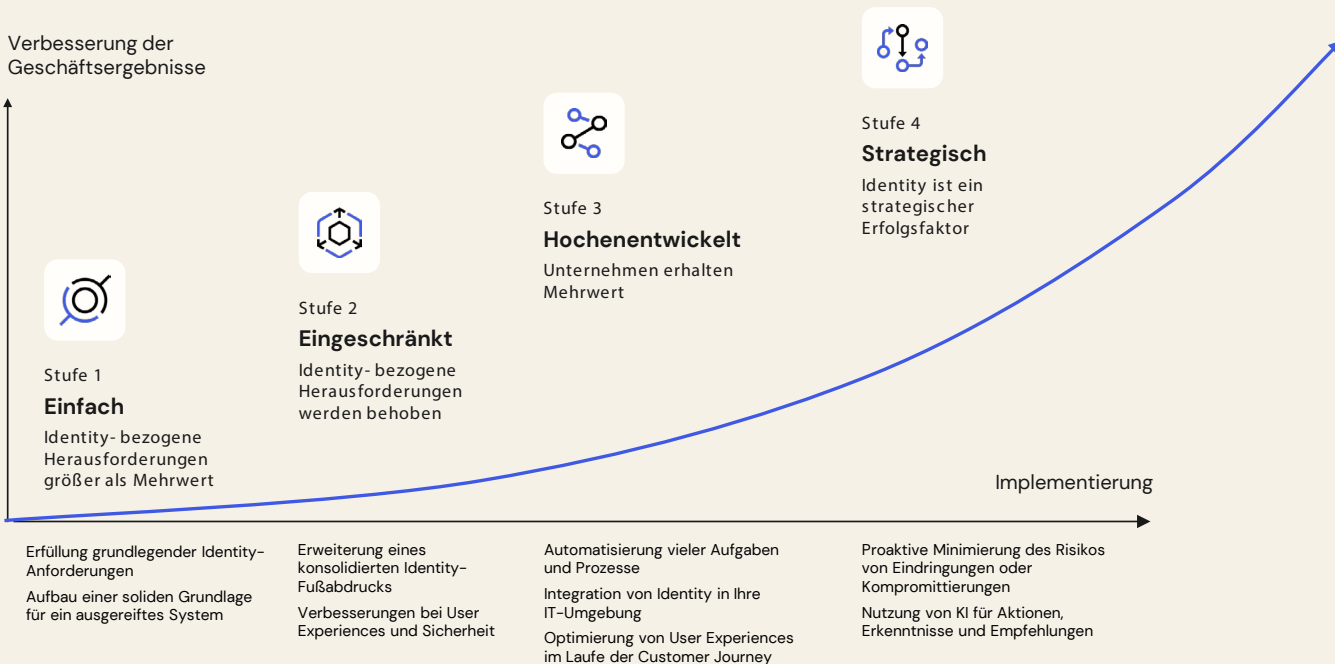 Verbesserung der
Geschäftsergebnisse
Stufe 1
Einfach
Identity- bezogene
Herausforderungen
größer als Mehrwert
Stufe 2
Eingeschränkt
Identity- bezogene
Herausforderungen
werden behoben
Stufe 3
Hochenentwickelt
Unternehmen erhalten
Mehrwert
Stufe 4
Strategisch
Identity ist ein
strategischer
Erfolgsfaktor
Implementierung
Erfüllung grundlegender Identity-
Anforderungen
Aufbau einer soliden Grundlage
für ein ausgereiftes System
Erweiterung eines
konsolidierten Identity-
Fußabdrucks
Verbesserungen bei User
Experiences und Sicherheit
Automatisierung vieler Aufgaben
und Prozesse
Integration von Identity in Ihre
IT-Umgebung
Optimierung von User Experiences
im Laufe der Customer Journey
Proaktive Minimierung des Risikos
von Eindringungen oder
Kompromittierungen
Nutzung von KI für Aktionen,
Erkenntnisse und Empfehlungen